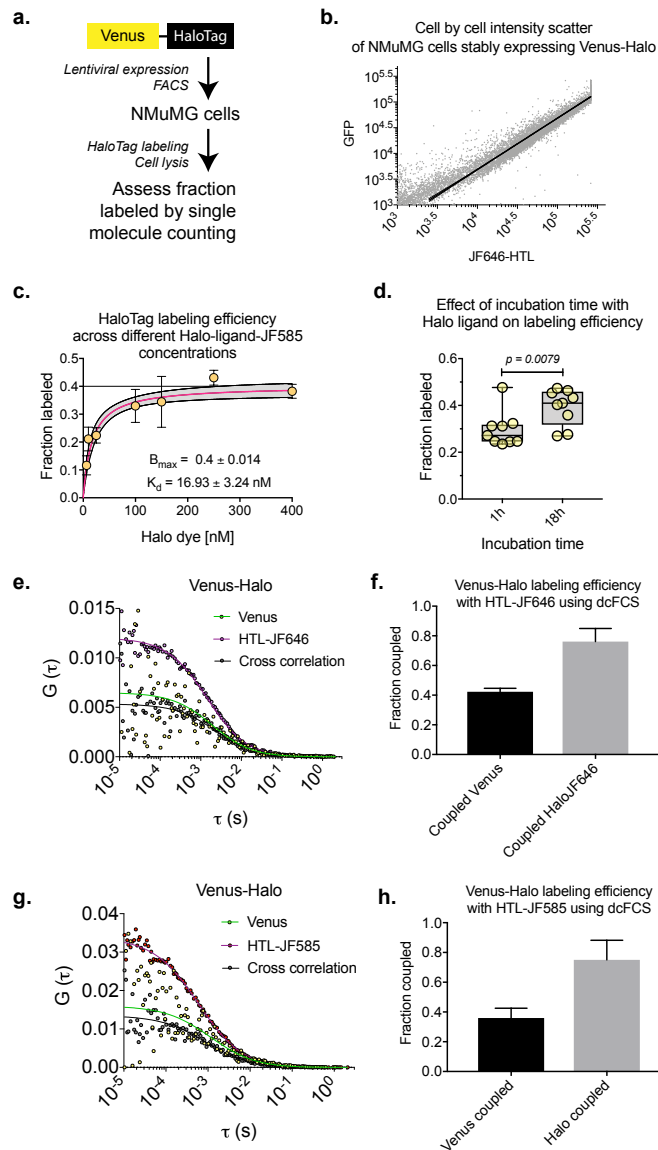 a.
Venus HaloTag
Lentiviral expression
FACS
NMuMG cells
HaloTag labeling
Cell lysis
Assess fraction
labeled by single
molecule counting
b.
Cell by cell intensity scatter
of NMuMG cells stably expressing Venus-Halo
GFP
10^5.5
10^5
10^4.5
10^4
10^3.5
10^3
10^3 10^3.5 10^4 10^4.5 10^5 10^5.5
JF646-HTL
c.
HaloTag labeling efficiency
across different Halo-ligand-JF585
concentrations
Fraction labeled
0.5
0.4
0.3
0.2
0.1
0.0
B_max = 0.4 ± 0.014
K_d = 16.93 ± 3.24 nM
0 100 200 300 400
Halo dye [nM]
d.
Effect of incubation time with
Halo ligand on labeling efficiency
Fraction labeled
p = 0.0079
0.6
0.4
0.2
0.0
1h 18h
Incubation time
e.
Venus-Halo
G (τ)
0.015
0.010
0.005
0.000
Venus
HTL-JF646
Cross correlation
10^-5 10^-4 10^-3 10^-2 10^-1 10^0
τ (s)
f.
Venus-Halo labeling efficiency
with HTL-JF646 using dcFCS
Fraction coupled
1.0
0.8
0.6
0.4
0.2
0.0
Coupled Venus
Coupled HaloJF646
g.
Venus-Halo
G (τ)
0.04
0.03
0.02
0.01
0.00
Venus
HTL-JF585
Cross correlation
10^-5 10^-4 10^-3 10^-2 10^-1 10^0
τ (s)
h.
Venus-Halo labeling efficiency
with HTL-JF585 using dcFCS
Fraction coupled
1.0
0.8
0.6
0.4
0.2
0.0
Venus coupled
Halo coupled